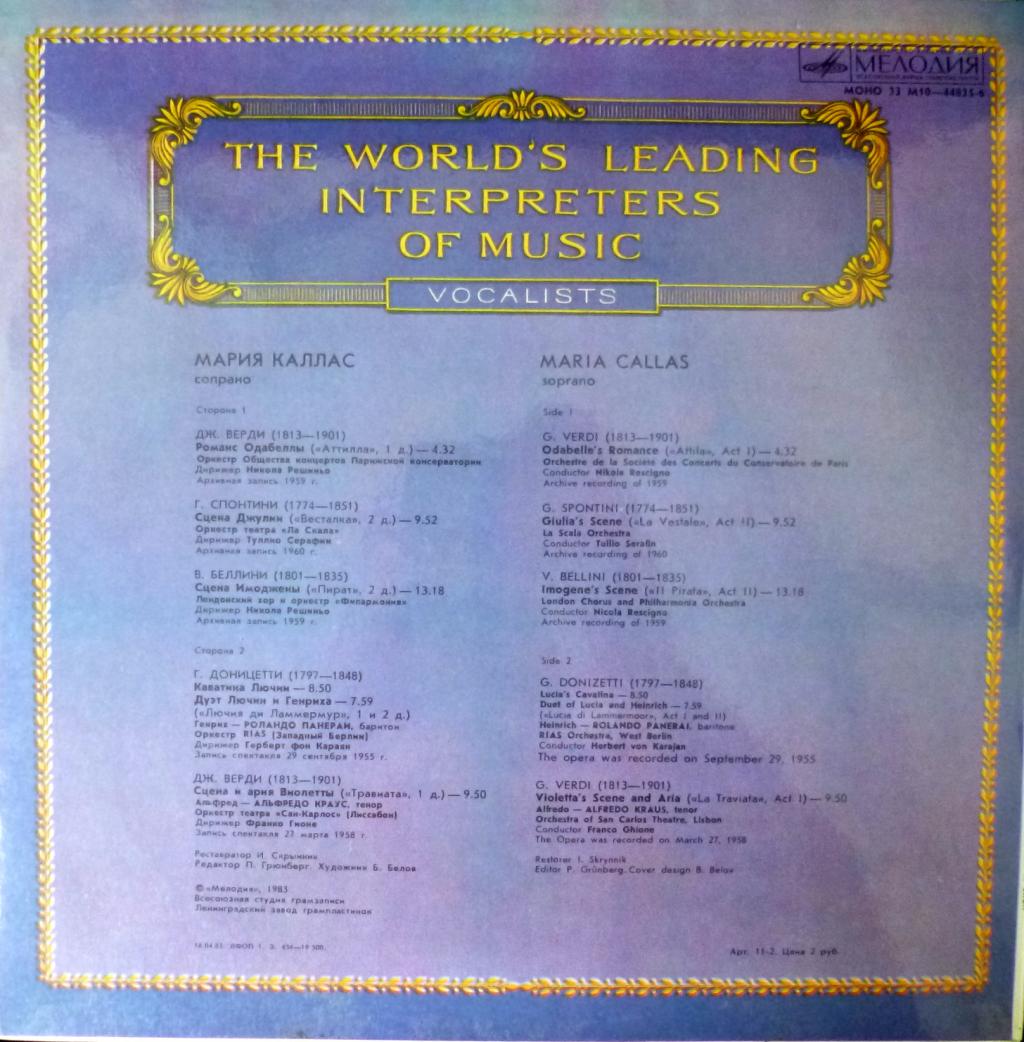 МЕЛОДИЯ
МОНО 33 М10—44835-6
THE WORLD'S LEADING
INTERPRETERS
OF MUSIC
VOCALISTS
МАРИЯ КАЛЛАС
сопрано
Сторона 1
ДЖ. ВЕРДИ (1813—1901)
Романс Одабеллы («Аттилла», 1 д.) — 4.32
Оркестр Общества концертов Парижской консерватории
Дирижер Никола Решиньо
Архивная запись 1959 г.
Г. СПОНТИНИ (1774—1851)
Сцена Джулии («Весталка», 2 д.) — 9.52
Оркестр театра «Ла Скала»
Дирижер Туллио Серафин
Архивная запись 1960 г.
В. БЕЛЛИНИ (1801—1835)
Сцена Имоджены («Пират», 2 д.) — 13.18
Лондонский хор и оркестр «Филармония»
Дирижер Никола Решиньо
Архивная запись 1959 г.
Сторона 2
Г. ДОНИЦЕТТИ (1797—1848)
Каватина Лючии — 8.50
Дуэт Лючии и Генриха — 7.59
(«Лючия ди Ламмермур», 1 и 2 д.)
Генрих — РОЛАНДО ПАНЕРАИ, баритон
Оркестр RIAS (Западный Берлин)
Дирижер Герберт фон Караян
Запись спектакля 29 сентября 1955 г.
ДЖ. ВЕРДИ (1813—1901)
Сцена и ария Виолетты («Травиата», 1 д.) — 9.50
Альфред — АЛЬФРЕДО КРАУС, тенор
Оркестр театра «Сан-Карлос» (Лиссабон)
Дирижер Франко Гионе
Запись спектакля 27 марта 1958 г.
Реставратор И. Скрынник
Редактор П. Грюнберг. Художник Б. Белов
© «Мелодия», 1983
Всесоюзная студия грамзаписи
Ленинградский завод грампластинок
MARIA CALLAS
soprano
Side 1
G. VERDI (1813—1901)
Odabelle's Romance («Attila», Act I) — 4.32
Orchestre de la Société des Concerts du Conservatoire de Paris
Conductor Nikola Rescigno
Archive recording of 1959
G. SPONTINI (1774—1851)
Giulia's Scene («La Vestale», Act II) — 9.52
La Scala Orchestra
Conductor Tullio Serafin
Archive recording of 1960
V. BELLINI (1801—1835)
Imogene's Scene («Il Pirata», Act II) — 13.18
London Chorus and Philharmonia Orchestra
Conductor Nicola Rescigno
Archive recording of 1959
Side 2
G. DONIZETTI (1797—1848)
Lucia's Cavatina — 8.50
Duet of Lucia and Heinrich — 7.59
(«Lucia di Lammermoor», Act I and II)
Heinrich — ROLANDO PANERAI, baritone
RIAS Orchestra, West Berlin
Conductor Herbert von Karajan
The opera was recorded on September 29, 1955
G. VERDI (1813—1901)
Violetta's Scene and Aria («La Traviata», Act I) — 9.50
Alfredo — ALFREDO KRAUS, tenor
Orchestra of San Carlos Theatre, Lisbon
Conductor Franco Ghione
The Opera was recorded on March 27, 1958
Restorer I. Skrynnik
Editor P. Grünberg. Cover design B. Belov
Арт. 11-2. Цена 2 руб.